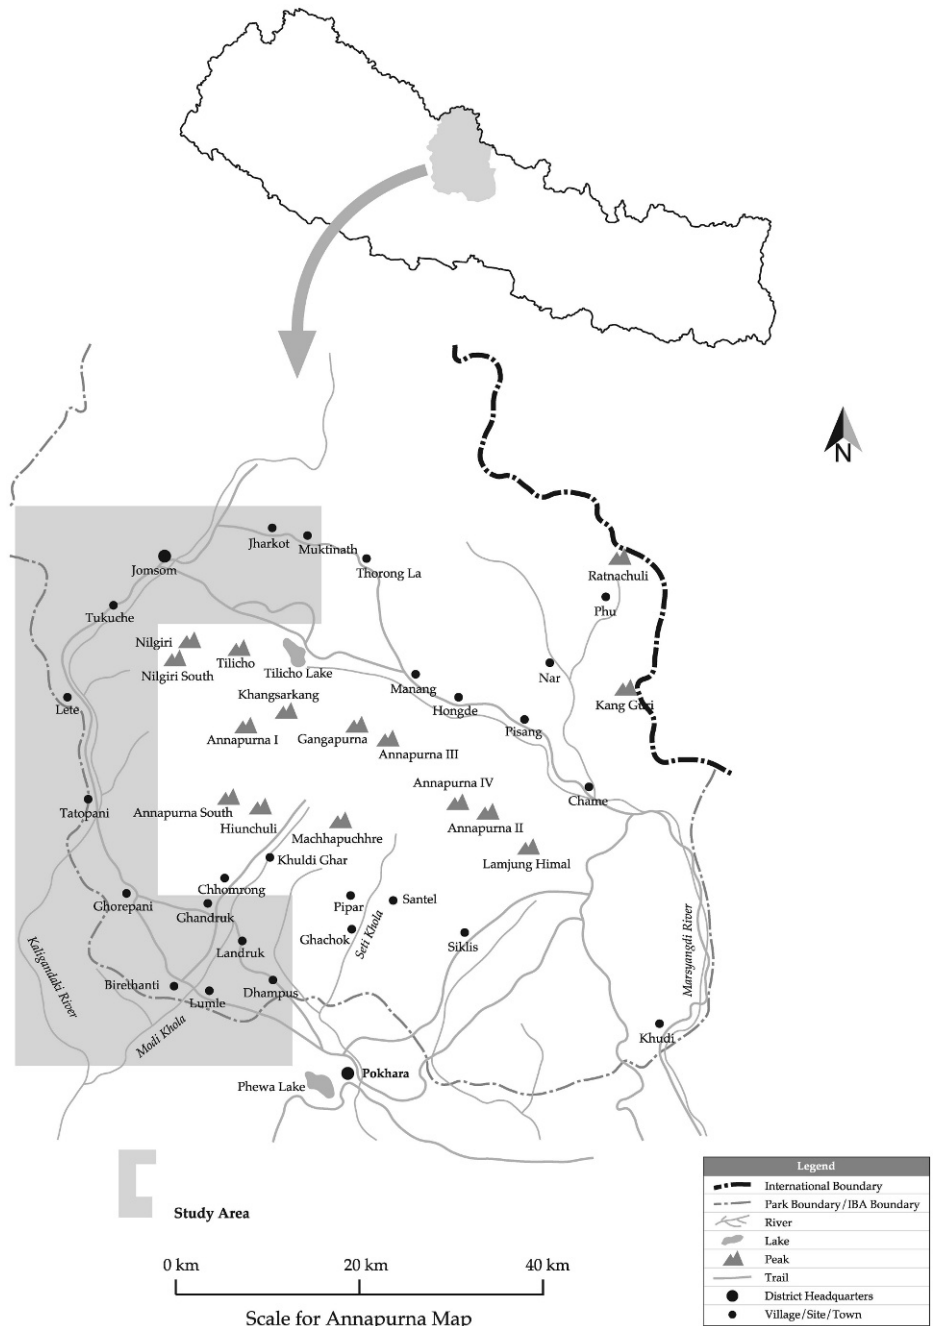 N
Jharkot
Muktinath
Thorong La
Jomsom
Ratnachuli
Phu
Tukuche
Nilgiri
Tilicho
Nilgiri South
Tilicho Lake
Nar
Manang
Khangsarkang
Hongde
Kang Guri
Lete
Annapurna I
Gangapurna
Pisang
Annapurna III
Annapurna IV
Chame
Tatopani
Annapurna South
Hiunchuli
Annapurna II
Machhapuchhre
Khuldi Ghar
Lamjung Himal
Chhomrong
Ghorepani
Ghandruk
Pipar
Santel
Ghachok
Seti Khola
Siklis
Landruk
Marsyangdi River
Kaligandaki River
Birethanti
Lumle
Dhampus
Modi Khola
Khudi
Pokhara
Phewa Lake
Study Area
Legend
International Boundary
Park Boundary/IBA Boundary
River
Lake
Peak
Trail
District Headquarters
Village/Site/Town
0 km 20 km 40 km
Scale for Annapurna Map